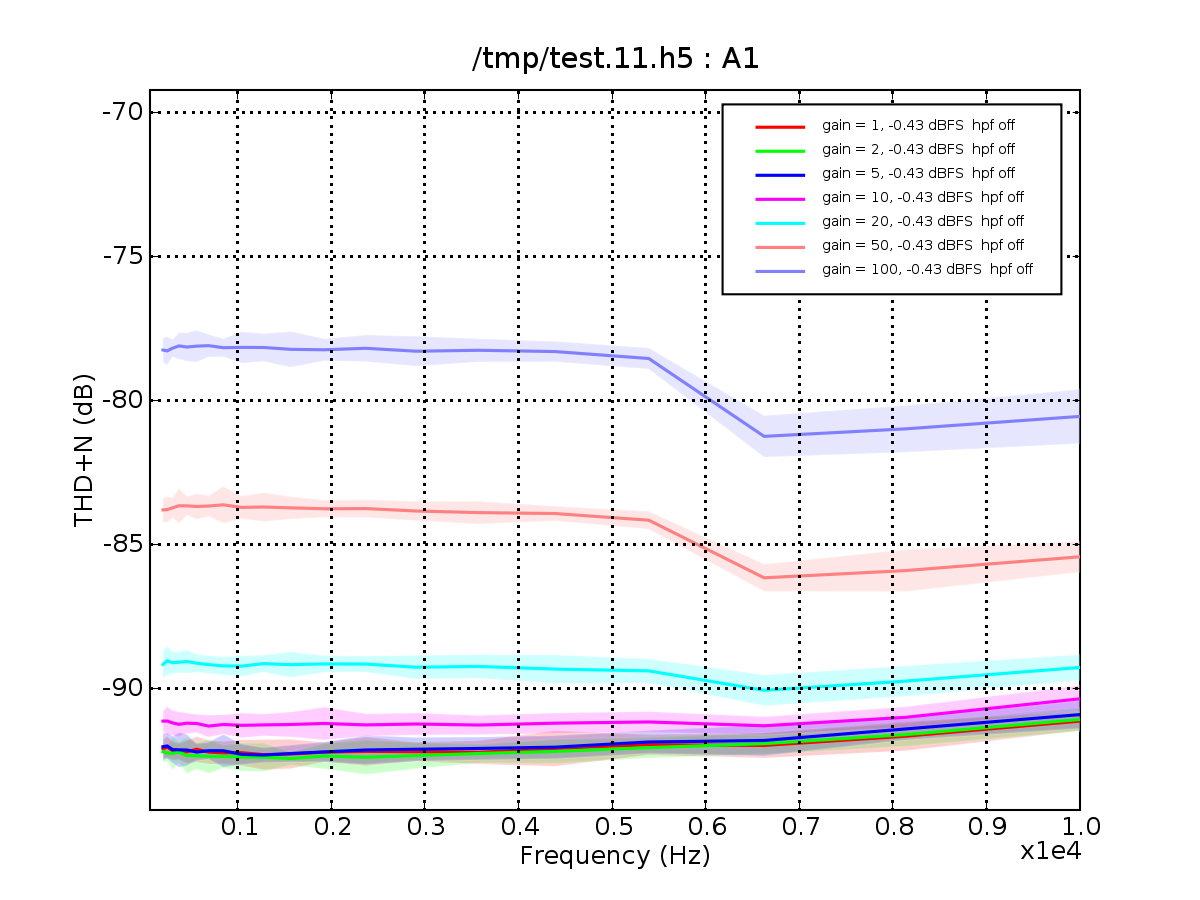 /tmp/test.11.h5 : A1
-70
-75
-80
-85
-90
THD+N (dB)
gain = 1, -0.43 dBFS  hpf off
gain = 2, -0.43 dBFS  hpf off
gain = 5, -0.43 dBFS  hpf off
gain = 10, -0.43 dBFS  hpf off
gain = 20, -0.43 dBFS  hpf off
gain = 50, -0.43 dBFS  hpf off
gain = 100, -0.43 dBFS  hpf off
0.1 0.2 0.3 0.4 0.5 0.6 0.7 0.8 0.9 1.0
x1e4
Frequency (Hz)